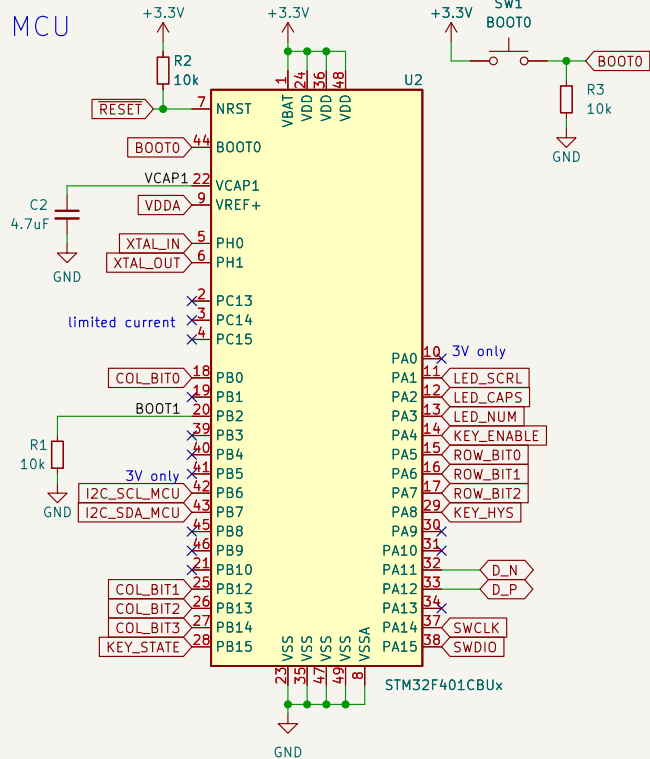 MCU
+3.3V
+3.3V
+3.3V
SW1
BOOT0
R2
10k
1
24
36
48
U2
BOOT0
R3
10k
GND
VBAT
VDD
VDD
VDD
RESET
7
NRST
BOOT0
44
BOOT0
VCAP1
22
VCAP1
C2
4.7uF
GND
VDDA
9
VREF+
XTAL_IN
5
PH0
XTAL_OUT
6
PH1
2
PC13
limited current
3
PC14
4
PC15
PA0
10
3V only
COL_BIT0
18
PB0
PA1
11
LED_SCRL
19
PB1
PA2
12
LED_CAPS
BOOT1
20
PB2
PA3
13
LED_NUM
R1
10k
GND
39
PB3
PA4
14
KEY_ENABLE
40
PB4
PA5
15
ROW_BIT0
3V only
41
PB5
PA6
16
ROW_BIT1
I2C_SCL_MCU
42
PB6
PA7
17
ROW_BIT2
I2C_SDA_MCU
43
PB7
PA8
29
KEY_HYS
45
PB8
PA9
30
46
PB9
PA10
31
21
PB10
PA11
32
D_N
COL_BIT1
25
PB12
PA12
33
D_P
COL_BIT2
26
PB13
PA13
34
COL_BIT3
27
PB14
PA14
37
SWCLK
KEY_STATE
28
PB15
PA15
38
SWDIO
VSS
VSS
VSS
VSS
VSSA
23
35
47
49
8
STM32F401CBUx
GND